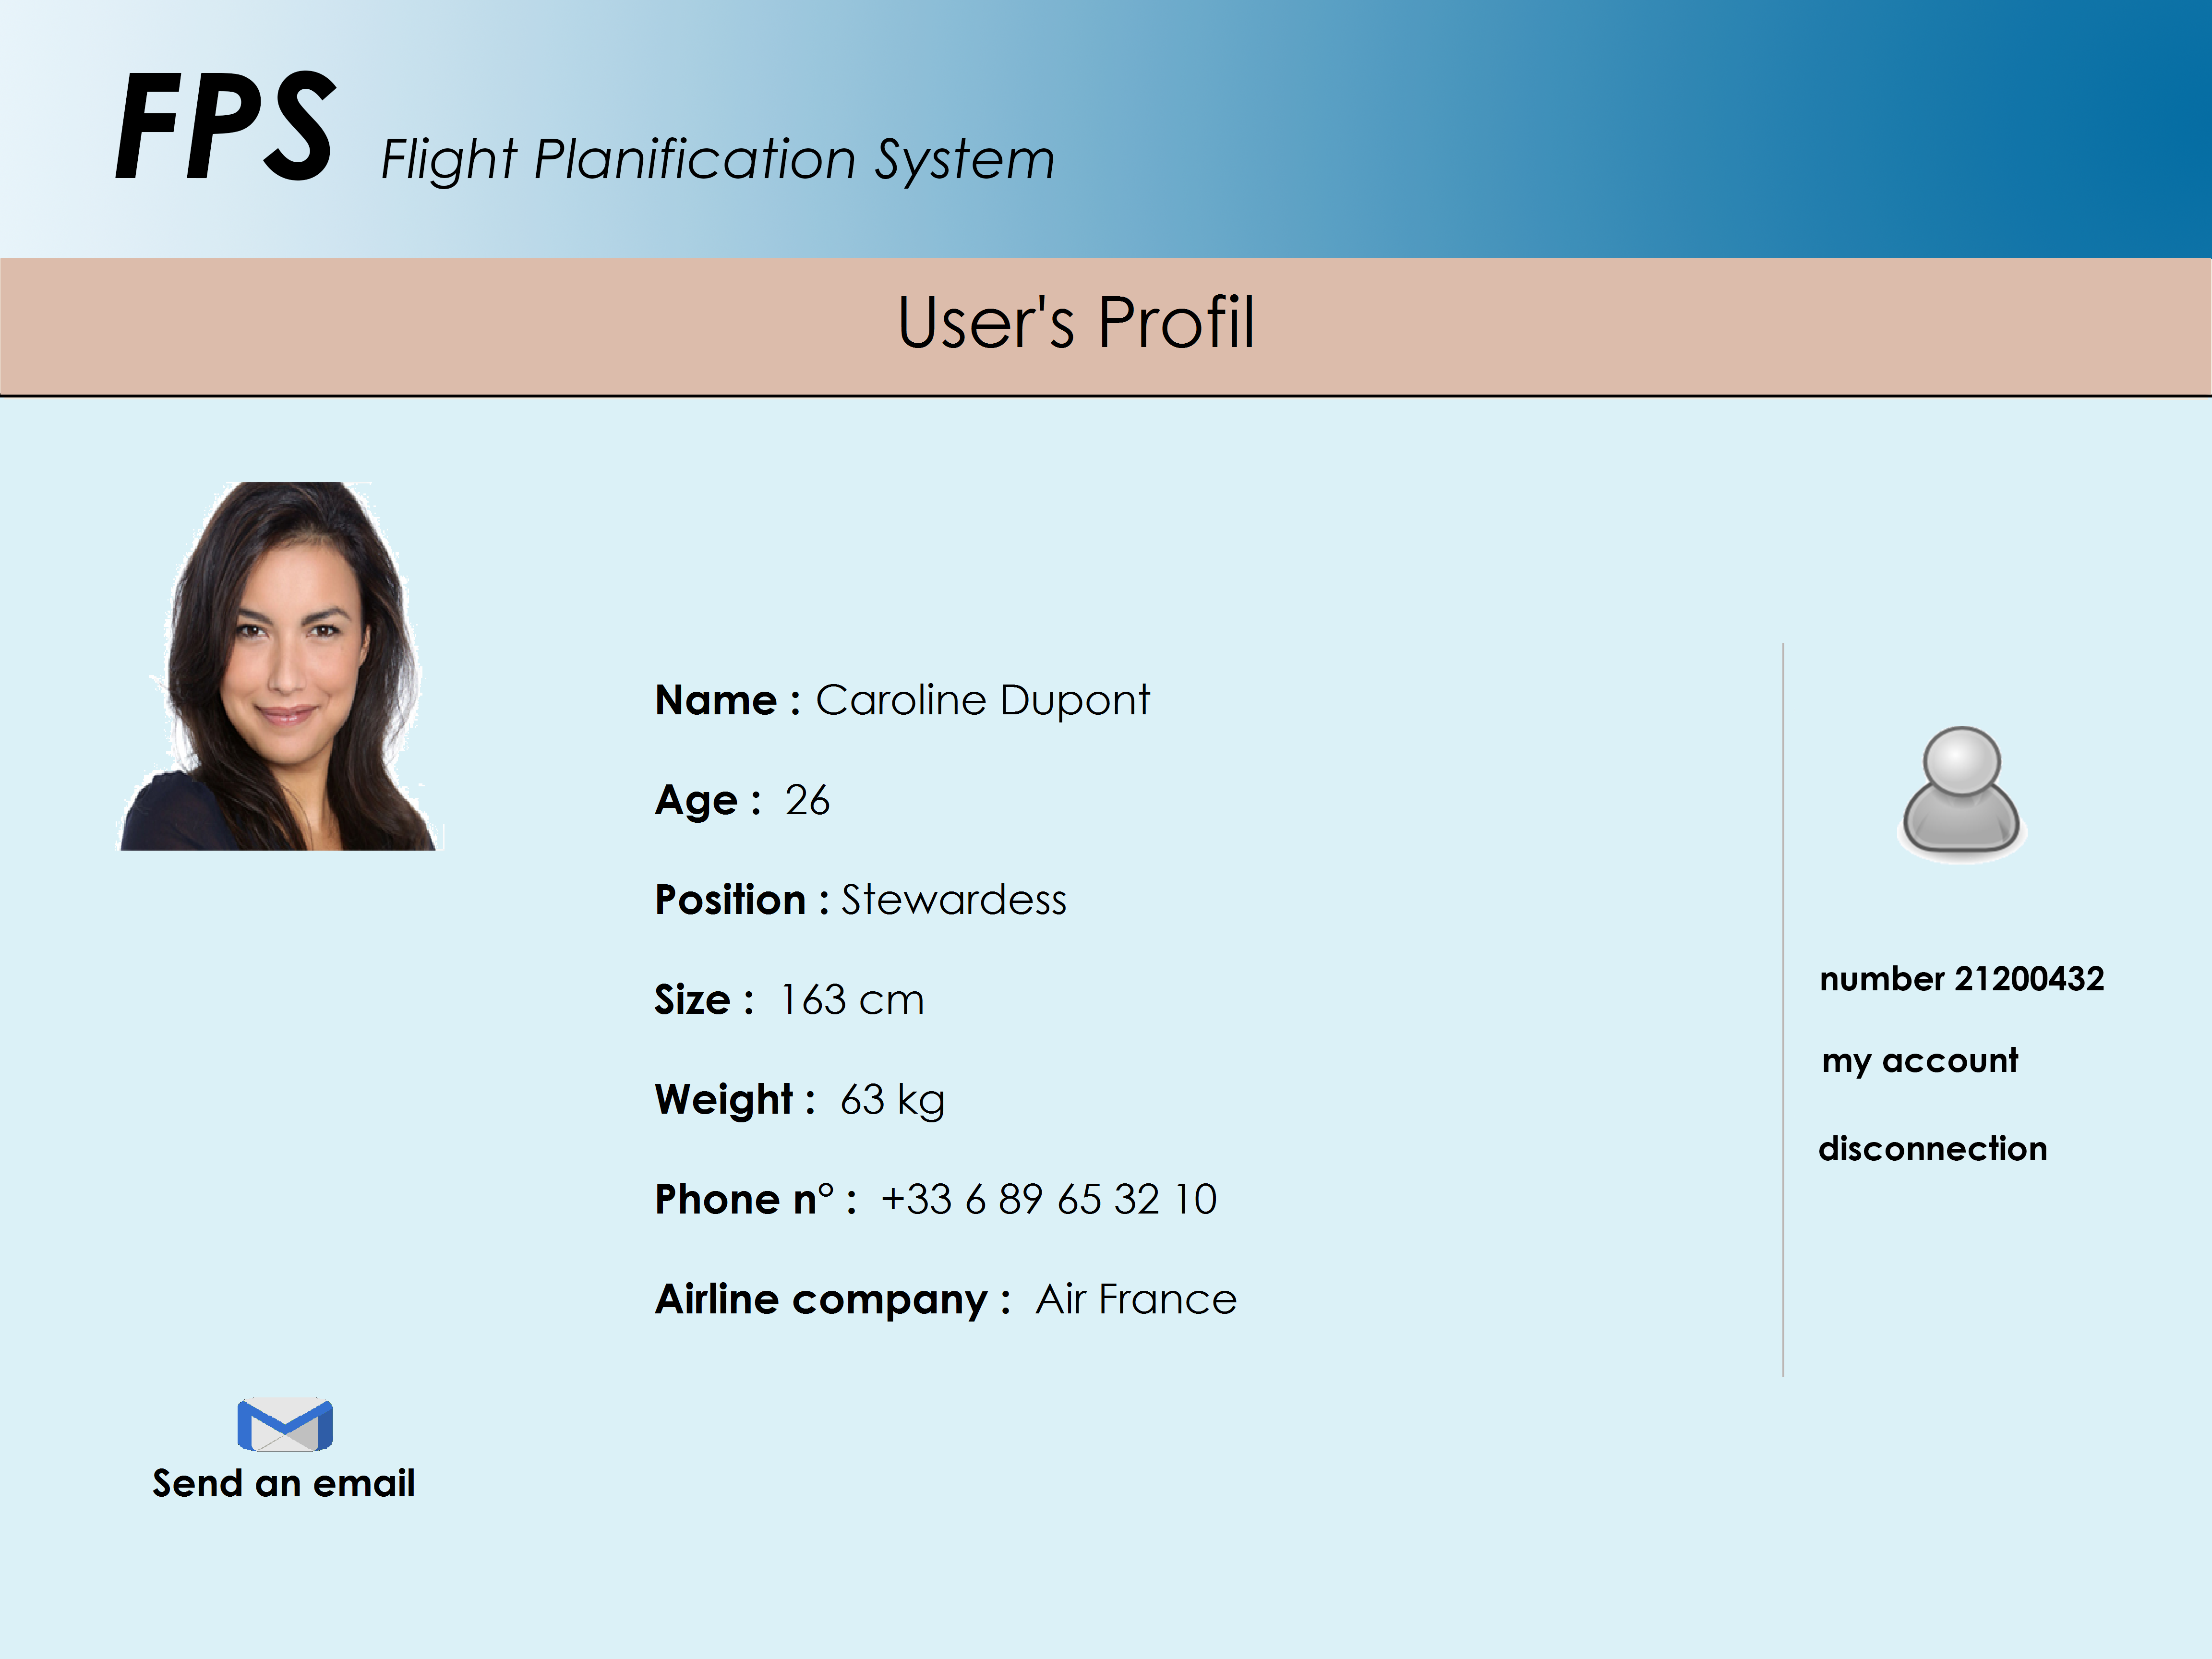 FPS Flight Planification System
User's Profil
Name : Caroline Dupont
Age : 26
Position : Stewardess
Size : 163 cm
Weight : 63 kg
Phone n° : +33 6 89 65 32 10
Airline company : Air France
number 21200432
my account
disconnection
Send an email